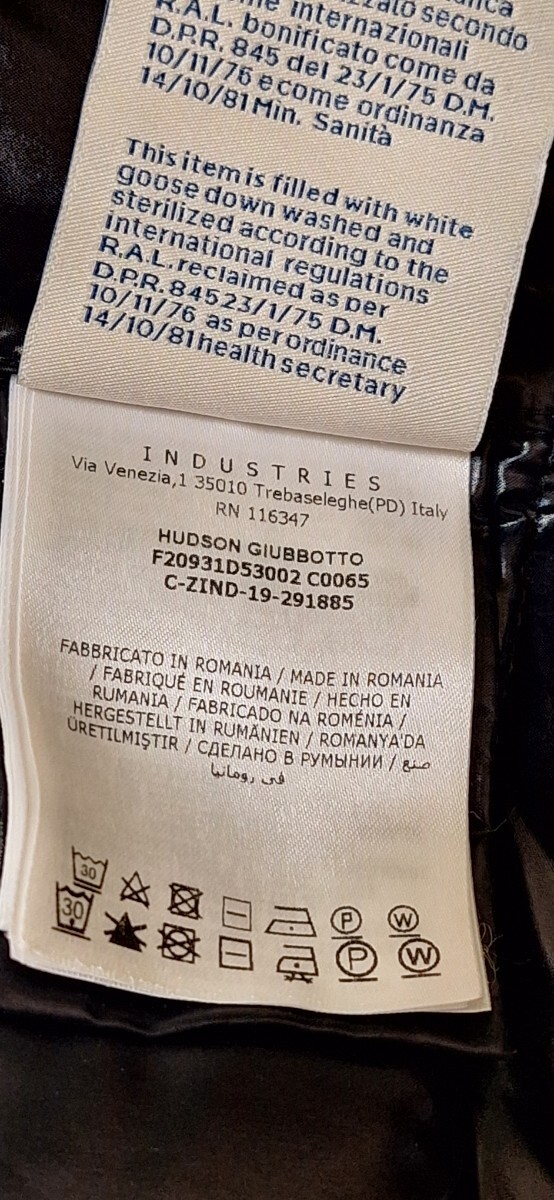 secondo
internazionali
R.A.L. bonificato come da
D.P.R. 845 del 23/1/75 D.M.
10/11/76 e come ordinanza
14/10/81 Min. Sanità
This item is filled with white
goose down washed and
sterilized according to the
international regulations
R.A.L. reclaimed as per
D.P.R. 84523/1/75 D.M.
10/11/76 as per ordinance
14/10/81 health secretary
INDUSTRIES
Via Venezia,1 35010 Trebaseleghe(PD) Italy
RN 116347
HUDSON GIUBBOTTO
F20931D53002 C0065
C-ZIND-19-291885
FABBRICATO IN ROMANIA / MADE IN ROMANIA
/ FABRIQUÉ EN ROUMANIE / HECHO EN
RUMANIA / FABRICADO NA ROMÉNIA /
HERGESTELLT IN RUMÄNIEN / ROMANYA'DA
ÜRETILMIŞTIR / СДЕЛАНО В РУМЫНИИ / صنع
في رومانيا
30 P W
30 P W